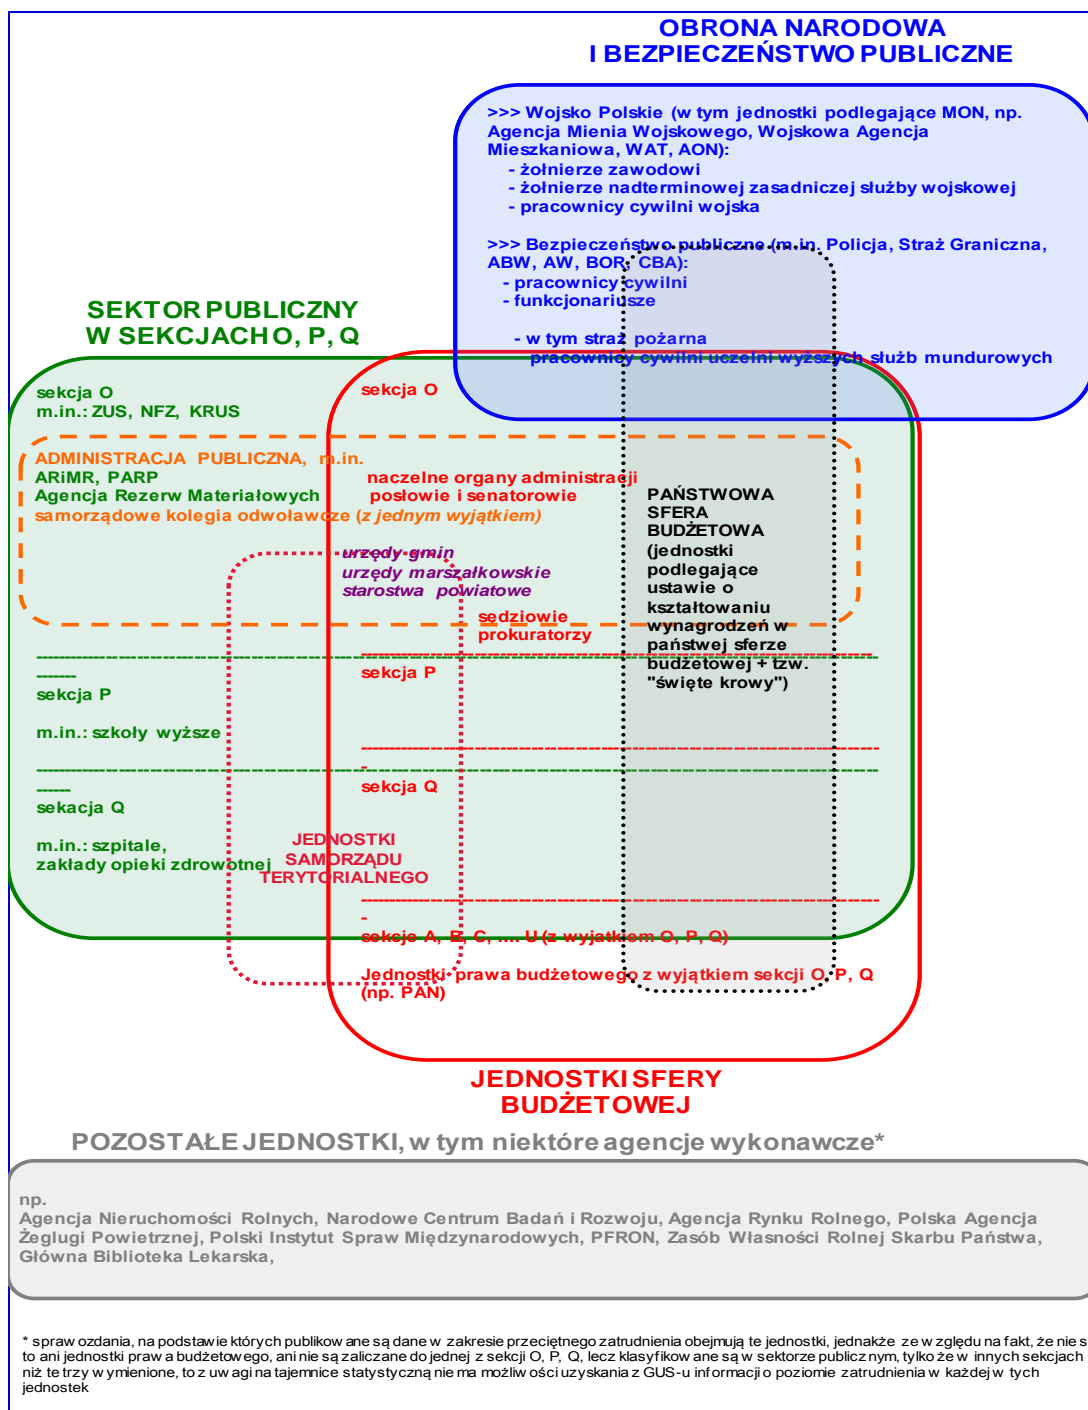 OBRONA NARODOWA
I BEZPIECZEŃSTWO PUBLICZNE
>>> Wojsko Polskie (w tym jednostki podlegające MON, np.
Agencja Mienia Wojskowego, Wojskowa Agencja
Mieszkaniowa, WAT, AON):
- żołnierze zawodowi
- żołnierze nadterminowej zasadniczej służby wojskowej
- pracownicy cywilni wojska
>>> Bezpieczeństwo publiczne (m.in. Policja, Straż Graniczna,
ABW, AW, BOR, CBA):
- pracownicy cywilni
- funkcjonariusze
- w tym straż pożarna
pracownicy cywilni uczelni wyższych służb mundurowych
SEKTOR PUBLICZNY
W SEKCJACH O, P, Q
sekcja O
m.in.: ZUS, NFZ, KRUS
sekcja O
ADMINISTRACJA PUBLICZNA, m.in.
ARiMR, PARP
Agencja Rezerw Materiałowych
samorządowe kolegia odwoławcze (z jednym wyjątkiem)
naczelne organy administracji
posłowie i senatorowie
urzędy gmin
urzędy marszałkowskie
starostwa powiatowe
sędziowie
prokuratorzy
PAŃSTWOWA
SFERA
BUDŻETOWA
(jednostki
podlegające
ustawie o
kształtowaniu
wynagrodzeń w
państwej sferze
budżetowej + tzw.
"święte krowy")
sekcja P
m.in.: szkoły wyższe
sekcja P
sekacja Q
m.in.: szpitale,
zakłady opieki zdrowotnej
sekcja Q
JEDNOSTKI
SAMORZĄDU
TERYTORIALNEGO
sekcje A, B, C, .... U (z wyjatkiem O, P, Q)
Jednostki prawa budżetowego z wyjątkiem sekcji O, P, Q
(np. PAN)
JEDNOSTKI SFERY
BUDŻETOWEJ
POZOSTAŁE JEDNOSTKI, w tym niektóre agencje wykonawcze*
np.
Agencja Nieruchomości Rolnych, Narodowe Centrum Badań i Rozwoju, Agencja Rynku Rolnego, Polska Agencja
Żeglugi Powietrznej, Polski Instytut Spraw Międzynarodowych, PFRON, Zasób Własności Rolnej Skarbu Państwa,
Główna Biblioteka Lekarska,
* sprawozdania, na podstawie których publikowane są dane w zakresie przeciętnego zatrudnienia obejmują te jednostki, jednakże ze względu na fakt, że nie s
to ani jednostki prawa budżetowego, ani nie są zaliczane do jednej z sekcji O, P, Q, lecz klasyfikowane są w sektorze publicznym, tylko że w innych sekcjach
niż te trzy wymienione, to z uwagi na tajemnice statystyczną nie ma możliwości uzyskania z GUS-u informacji o poziomie zatrudnienia w każdej w tych
jednostek